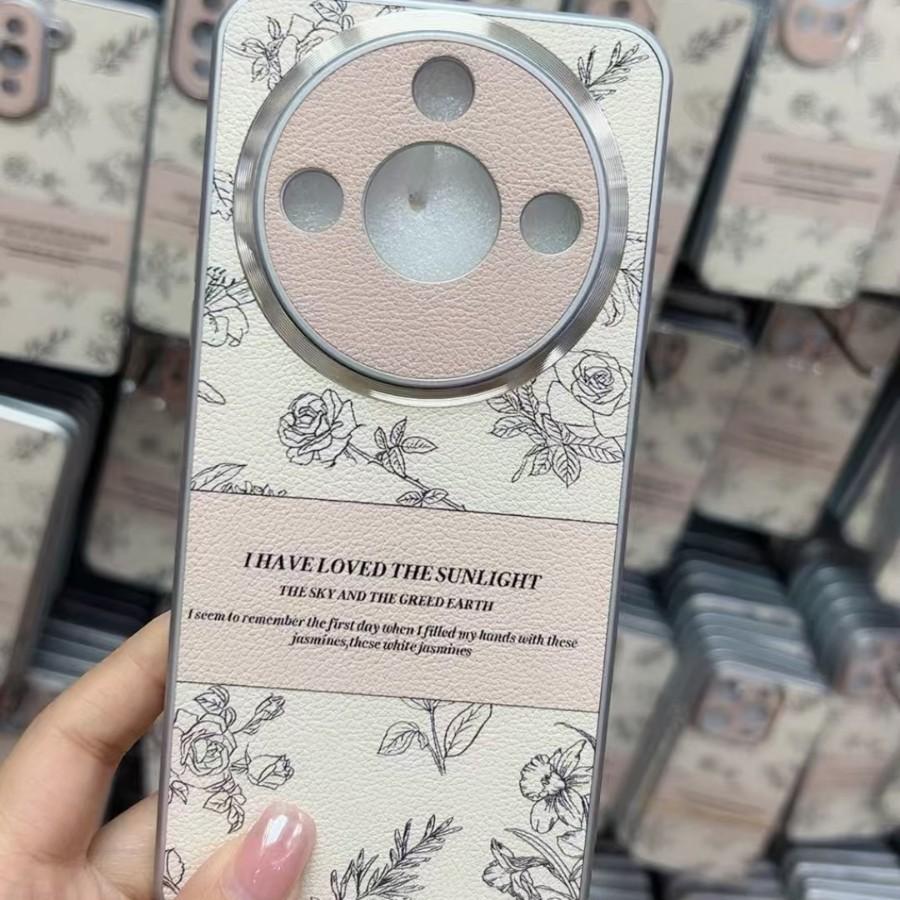 I HAVE LOVED THE SUNLIGHT
THE SKY AND THE GREED EARTH
I seem to remember the first day when I filled my hands with these
jasmines,these white jasmines